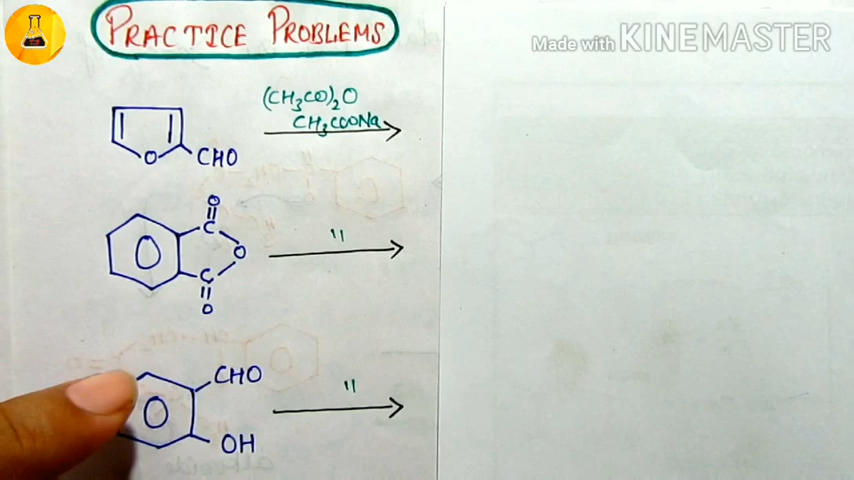 PRACTICE PROBLEMS
Made with KINEMASTER
(CH₃CO)₂O
CH₃COONa
O
CHO
O
C
"
O
C
O
CHO
"
OH